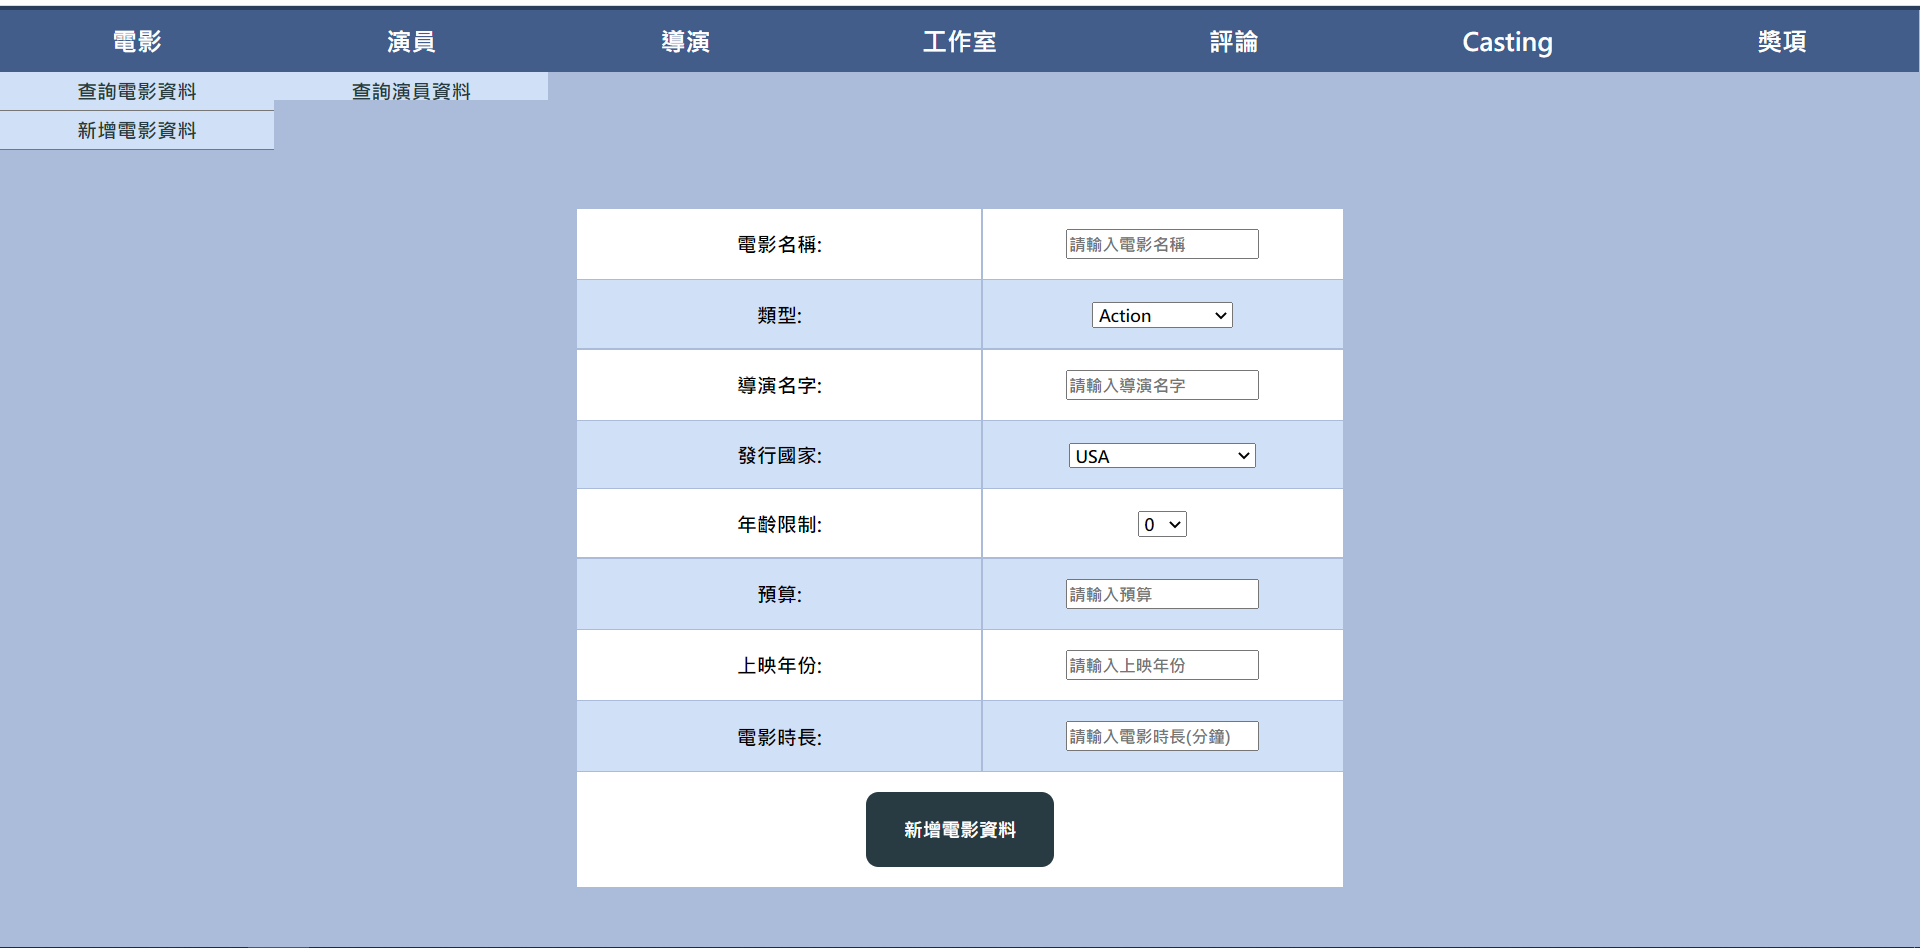 電影 演員 導演 工作室 評論 Casting 獎項
查詢電影資料 查詢演員資料
新增電影資料
電影名稱: 請輸入電影名稱
類型: Action
導演名字: 請輸入導演名字
發行國家: USA
年齡限制: 0
預算: 請輸入預算
上映年份: 請輸入上映年份
電影時長: 請輸入電影時長(分鐘)
新增電影資料